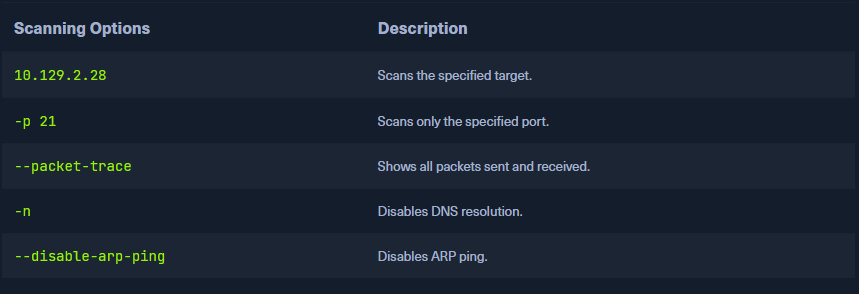 Scanning Options Description
10.129.2.28 Scans the specified target.
-p 21 Scans only the specified port.
--packet-trace Shows all packets sent and received.
-n Disables DNS resolution.
--disable-arp-ping Disables ARP ping.